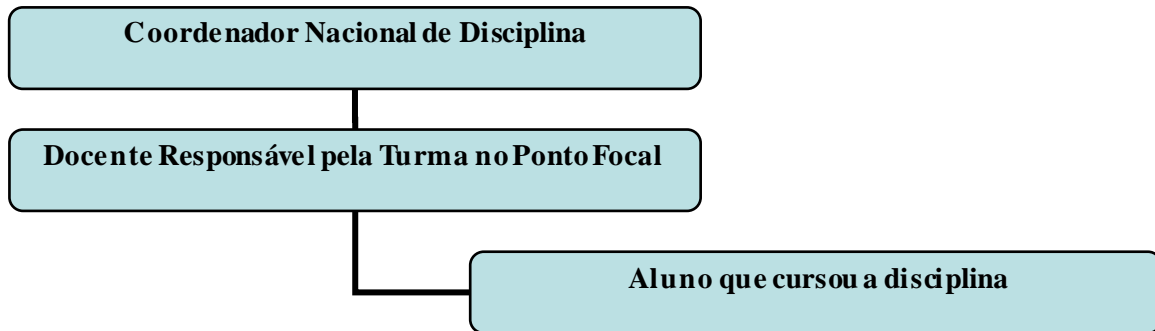 Coordenador Nacional de Disciplina
Docente Responsável pela Turma no Ponto Focal
Aluno que cursou a disciplina